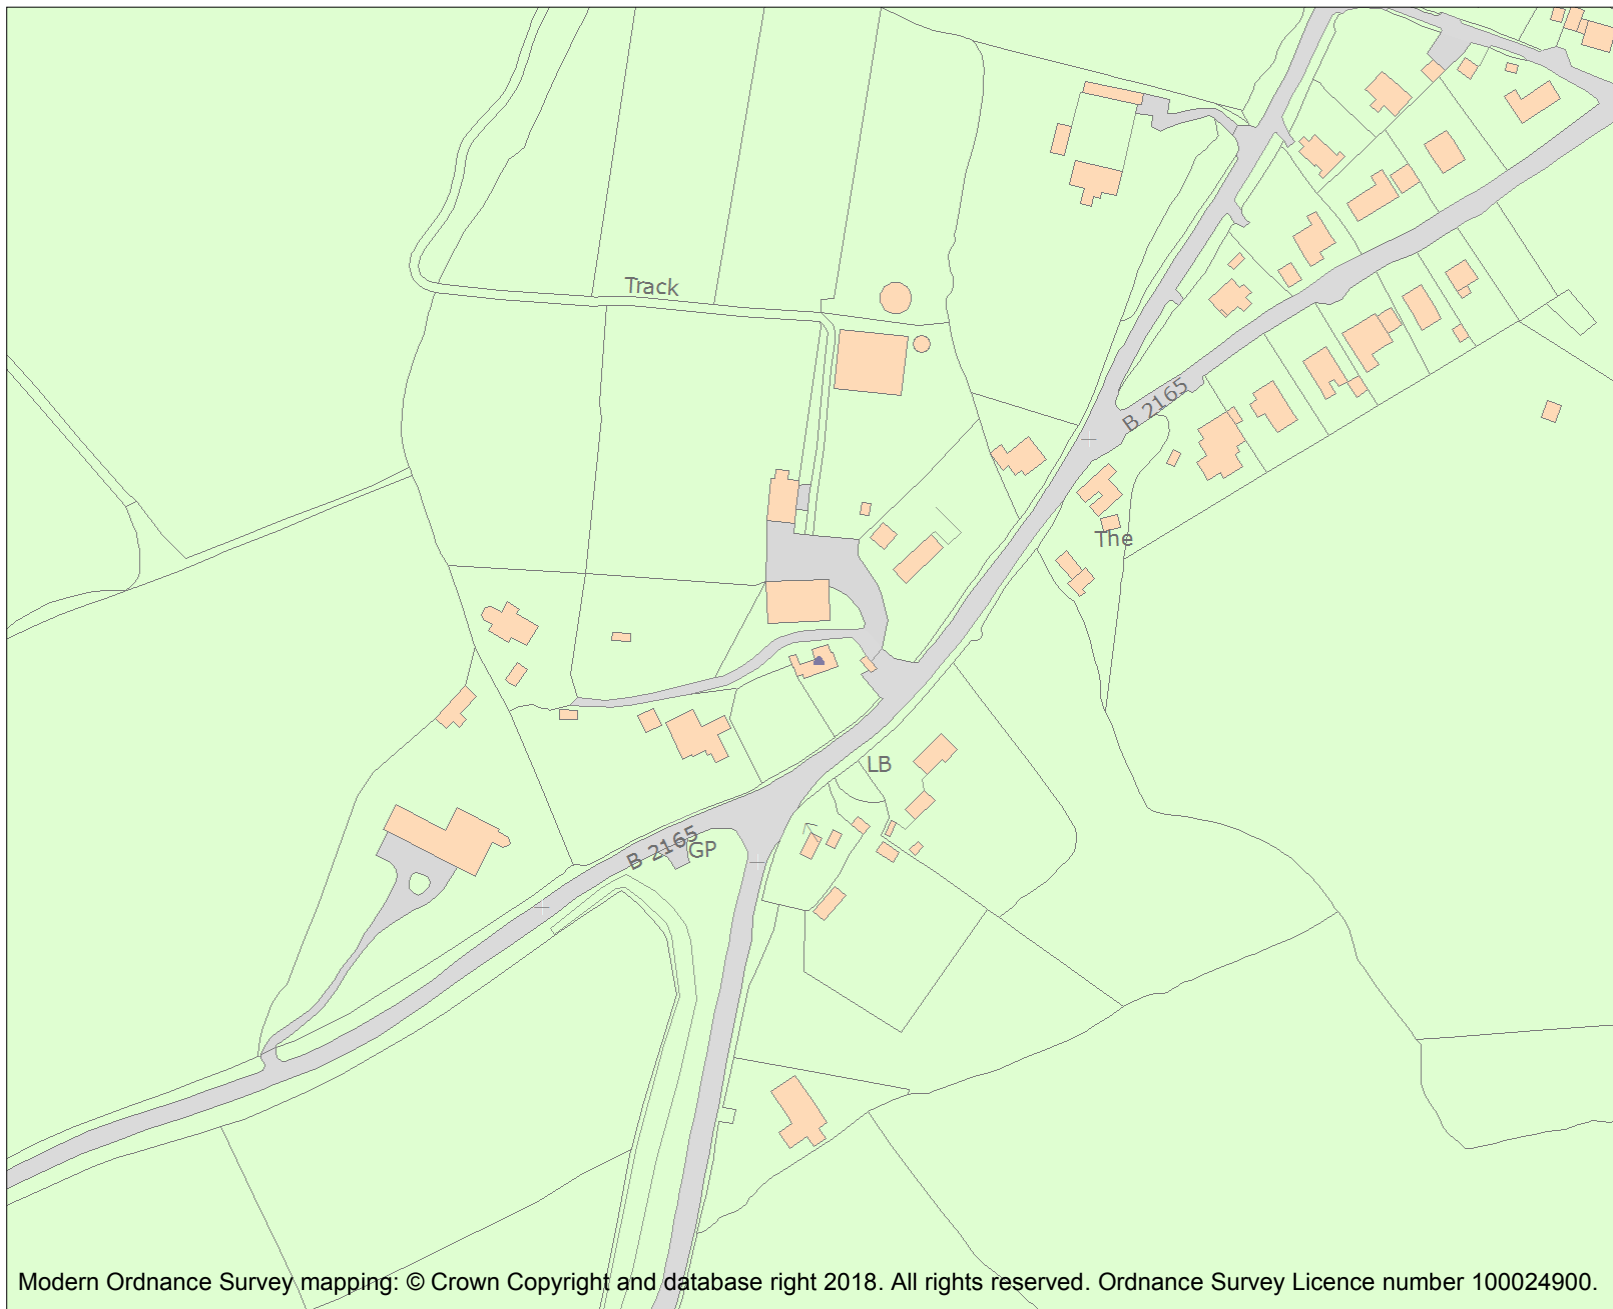 Track
B 2165
The
LB
B 2165
GP
Modern Ordnance Survey mapping: © Crown Copyright and database right 2018. All rights reserved. Ordnance Survey Licence number 100024900.